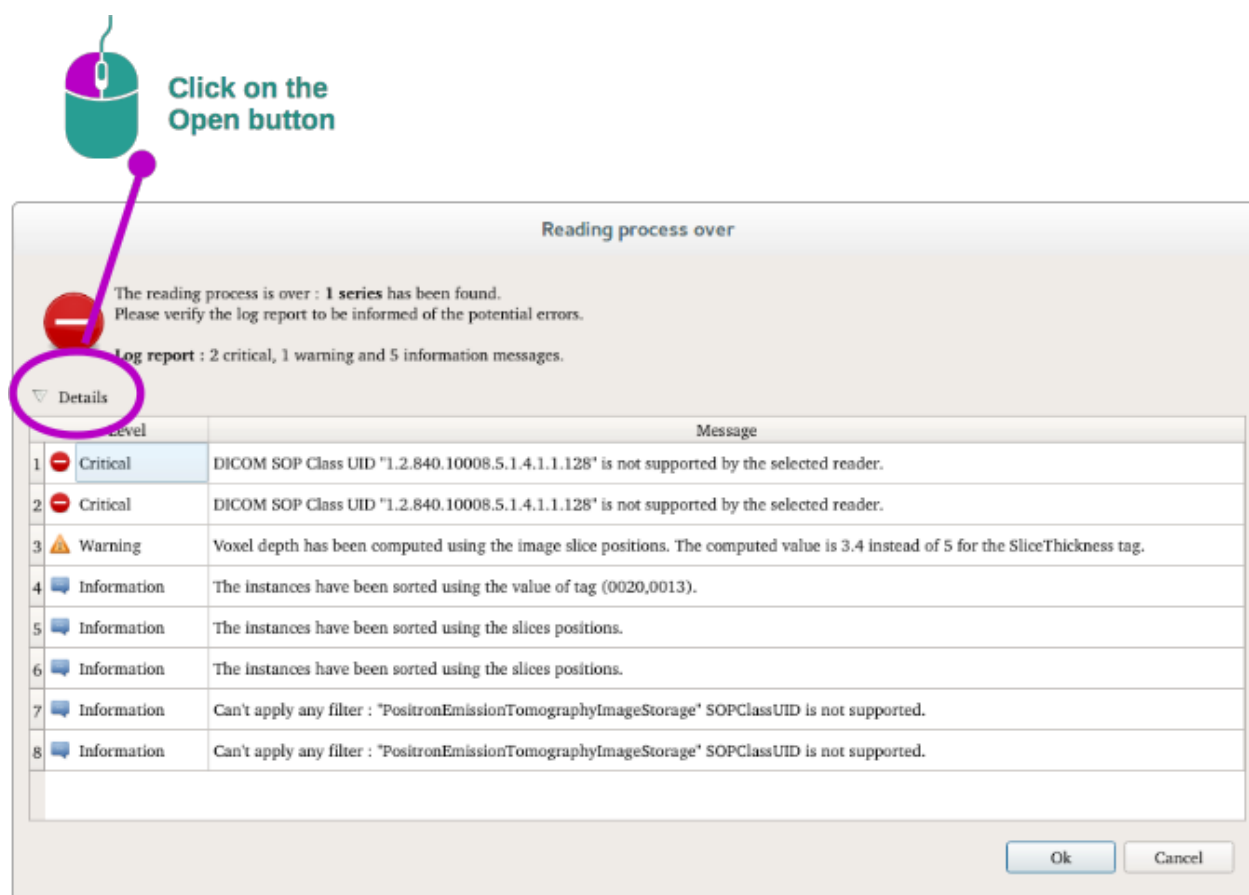 Click on the
Open button
Reading process over
The reading process is over : 1 series has been found.
Please verify the log report to be informed of the potential errors.
Log report : 2 critical, 1 warning and 5 information messages.
Details
Level Message
1 Critical DICOM SOP Class UID "1.2.840.10008.5.1.4.1.1.128" is not supported by the selected reader.
2 Critical DICOM SOP Class UID "1.2.840.10008.5.1.4.1.1.128" is not supported by the selected reader.
3 Warning Voxel depth has been computed using the image slice positions. The computed value is 3.4 instead of 5 for the SliceThickness tag.
4 Information The instances have been sorted using the value of tag (0020,0013).
5 Information The instances have been sorted using the slices positions.
6 Information The instances have been sorted using the slices positions.
7 Information Can't apply any filter : "PositronEmissionTomographyImageStorage" SOPClassUID is not supported.
8 Information Can't apply any filter : "PositronEmissionTomographyImageStorage" SOPClassUID is not supported.
Ok Cancel